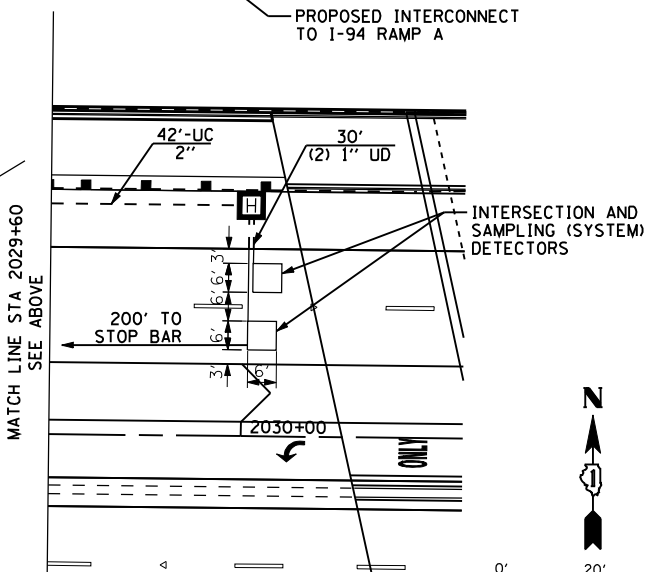 PROPOSED INTERCONNECT
TO I-94 RAMP A
42'-UC
2"
30'
(2) 1" UD
H
INTERSECTION AND
SAMPLING (SYSTEM)
DETECTORS
3'
6'
6'
6'
3'
6'
200' TO
STOP BAR
MATCH LINE STA 2029+60
SEE ABOVE
2030+00
ONLY
N
1
0'
20'